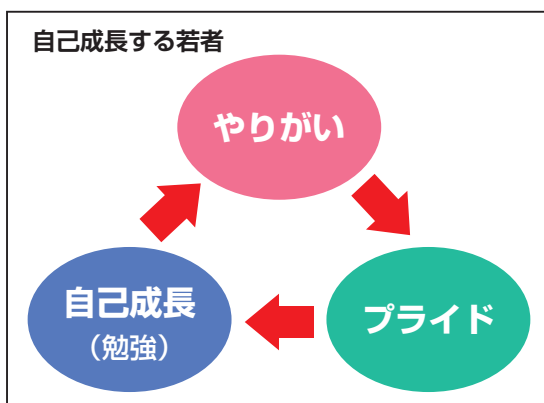 自己成長する若者
やりがい
プライド
自己成長
（勉強）